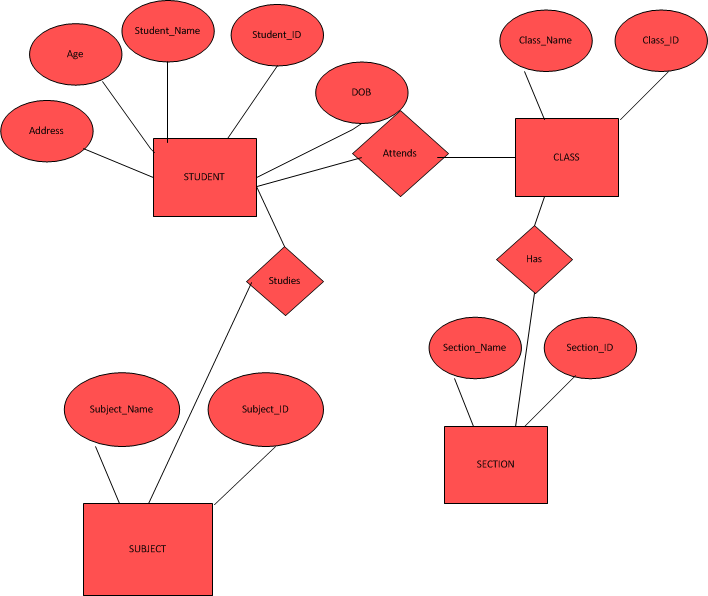 Student_Name
Student_ID
Class_Name
Class_ID
Age
DOB
Address
Attends
CLASS
STUDENT
Has
Studies
Section_Name
Section_ID
Subject_Name
Subject_ID
SECTION
SUBJECT